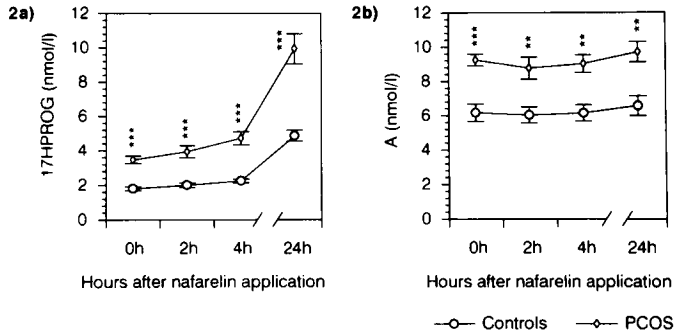 2a)
17HPROG (nmol/l)
12
10
8
6
4
2
0
***
***
***
***
0h 2h 4h 24h
Hours after nafarelin application
2b)
A (nmol/l)
12
10
8
6
4
2
0
***
**
**
**
0h 2h 4h 24h
Hours after nafarelin application
Controls PCOS